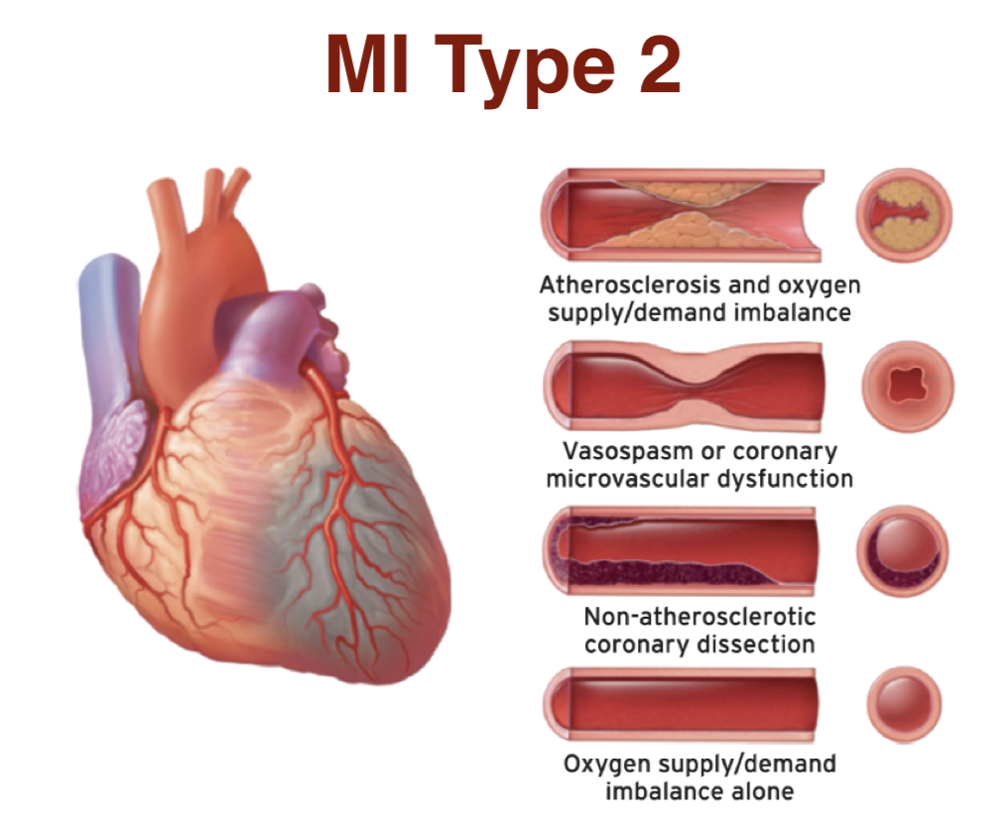 MI Type 2
Atherosclerosis and oxygen
supply/demand imbalance
Vasospasm or coronary
microvascular dysfunction
Non-atherosclerotic
coronary dissection
Oxygen supply/demand
imbalance alone